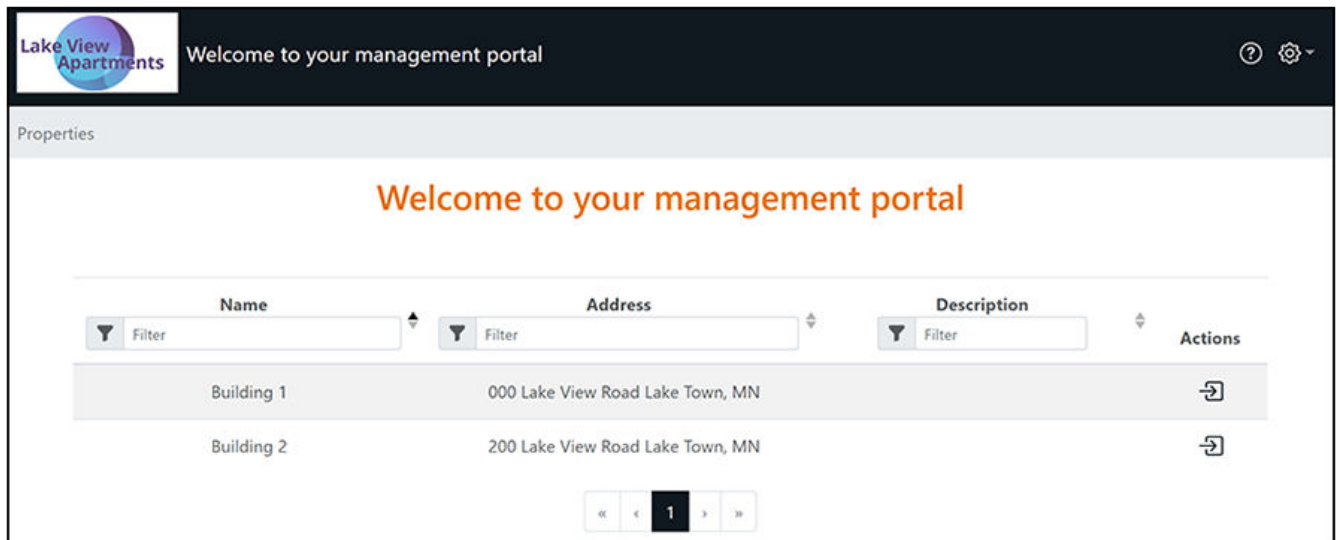 Lake View
Apartments
Welcome to your management portal
Properties
Welcome to your management portal
Name Address Description
Filter Filter Filter Actions
Building 1 000 Lake View Road Lake Town, MN
Building 2 200 Lake View Road Lake Town, MN
« ‹ 1 › »